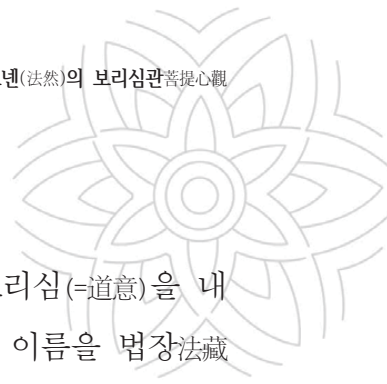 넨(法然)의 보리심관菩提心觀
리심(=道意)을 내
이름을 법장法藏